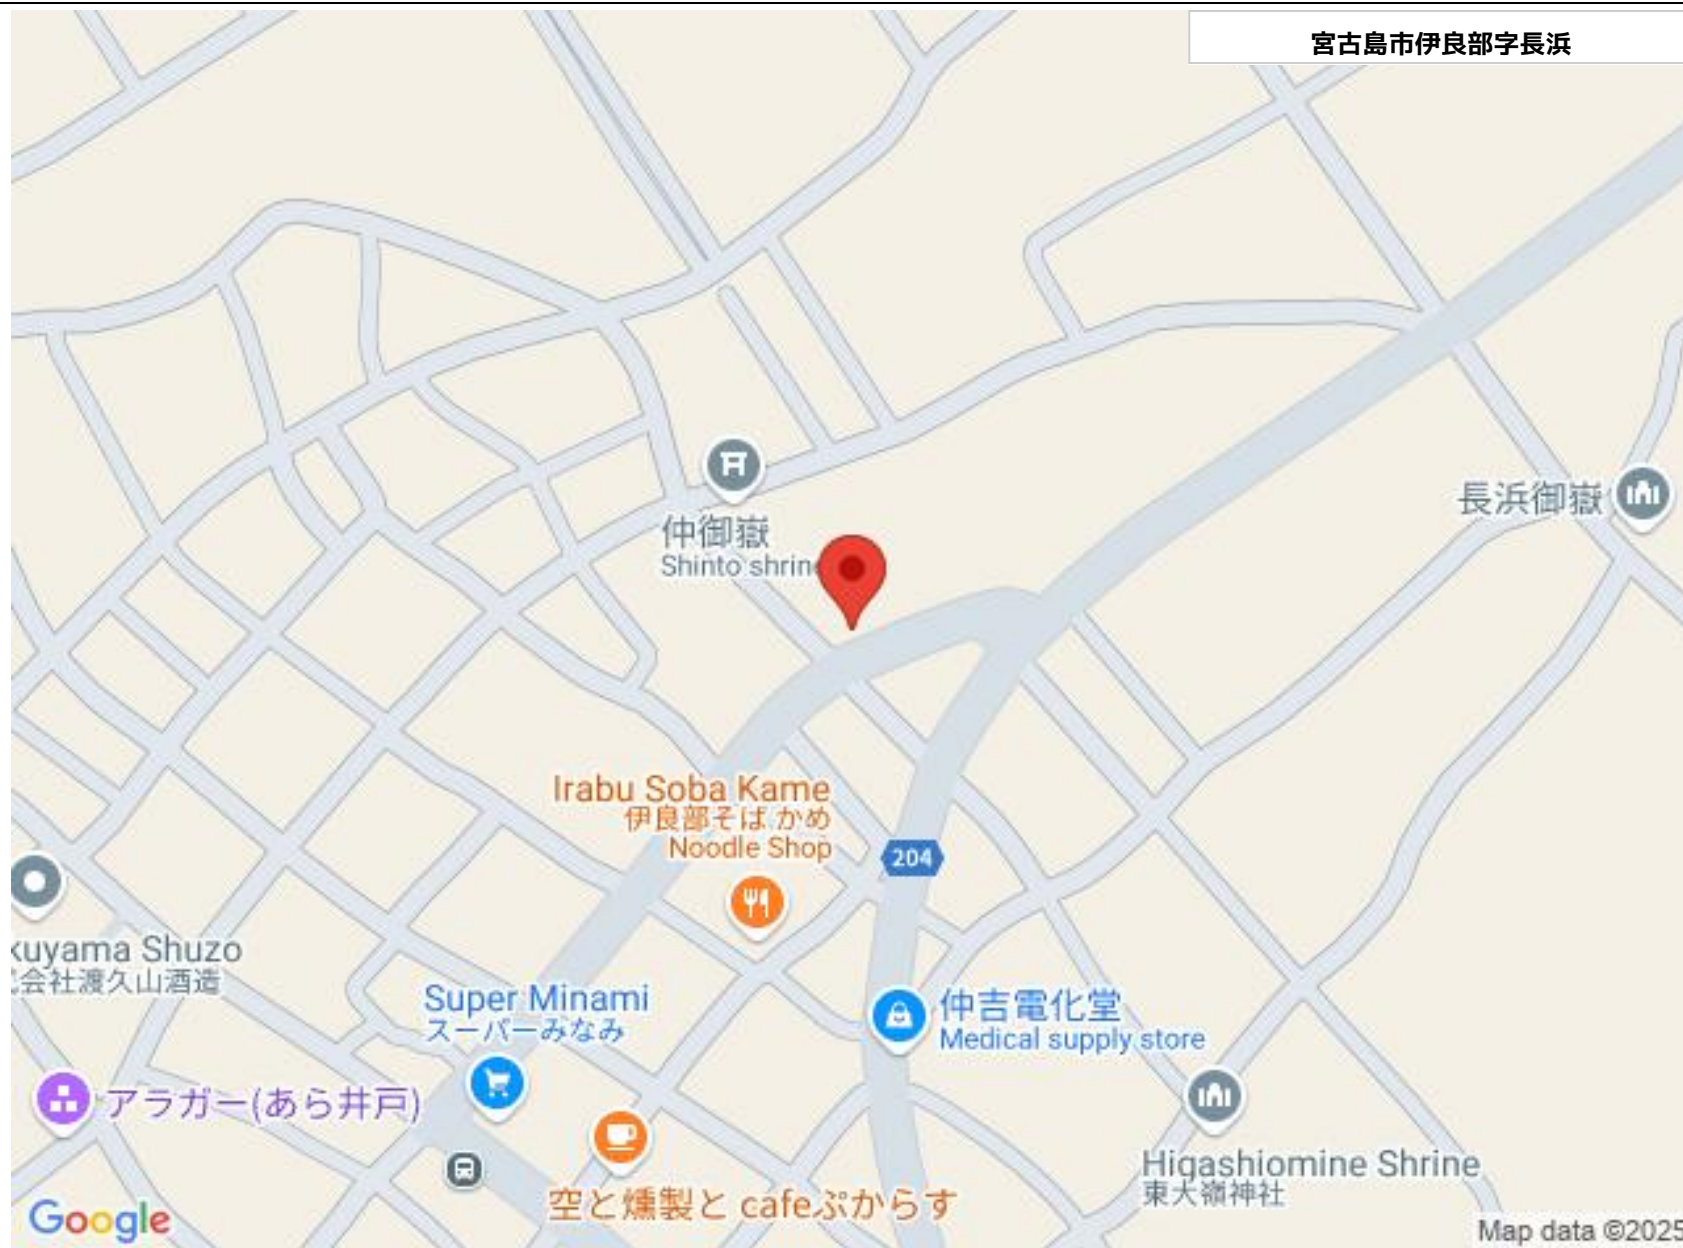 宮古島市伊良部字長浜
仲御嶽
Shinto shrin
長浜御嶽
Irabu Soba Kame
伊良部そば かめ
Noodle Shop
204
kuyama Shuzo
会社渡久山酒造
Super Minami
スーパーみなみ
仲吉電化堂
Medical supply store
アラガー(あら井戸)
Higashiomine Shrine
東大嶺神社
空と燻製と cafeぷからす
Google
Map data ©2025